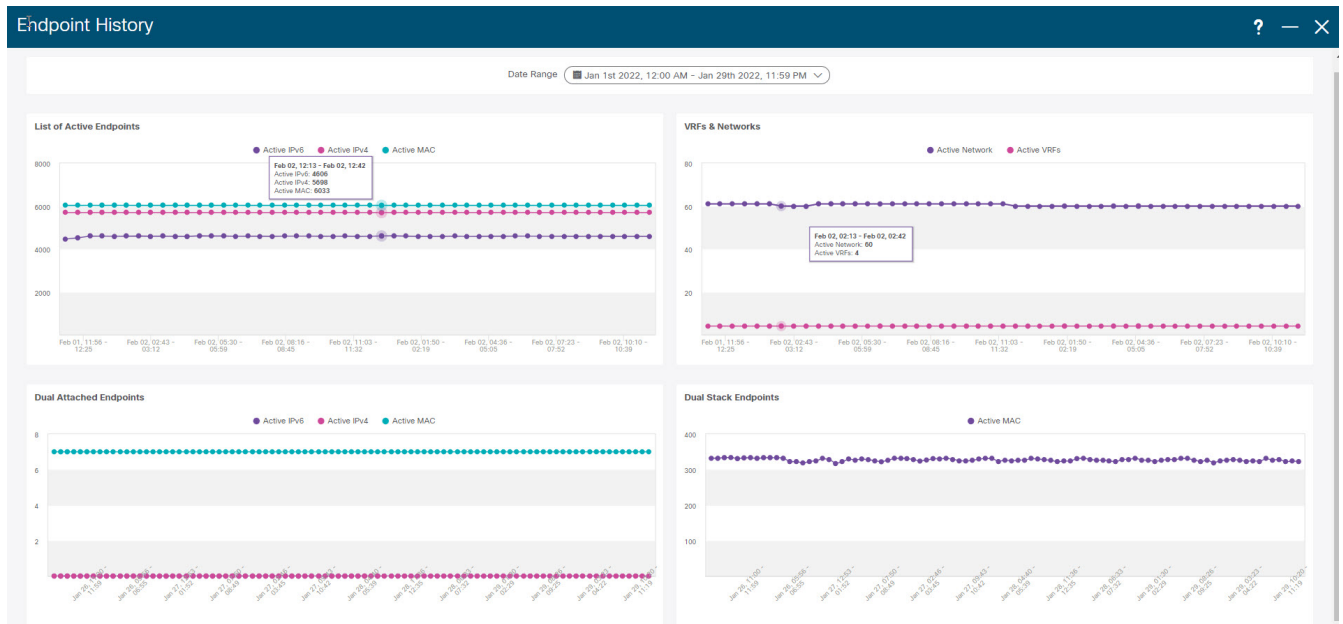 Endpoint History
? — ×
Date Range Jan 1st 2022, 12:00 AM - Jan 29th 2022, 11:59 PM
List of Active Endpoints
Active IPv6 Active IPv4 Active MAC
8000
Feb 02, 12:13 - Feb 02, 12:42
Active IPv6: 4606
Active IPv4: 5698
Active MAC: 6033
6000
4000
2000
Feb 01, 11:56 - Feb 02, 02:43 - Feb 02, 05:30 - Feb 02, 08:16 - Feb 02, 11:03 - Feb 02, 01:50 - Feb 02, 04:36 - Feb 02, 07:23 - Feb 02, 10:10 -
12:25 03:12 05:59 08:45 11:32 02:19 05:05 07:52 10:39
VRFs & Networks
Active Network Active VRFs
80
60
Feb 02, 02:13 - Feb 02, 02:42
Active Network: 60
Active VRFs: 4
40
20
Feb 01, 11:56 - Feb 02, 02:43 - Feb 02, 05:30 - Feb 02, 08:16 - Feb 02, 11:03 - Feb 02, 01:50 - Feb 02, 04:36 - Feb 02, 07:23 - Feb 02, 10:10 -
12:25 03:12 05:59 08:45 11:32 02:19 05:05 07:52 10:39
Dual Attached Endpoints
Active IPv6 Active IPv4 Active MAC
8
6
4
2
Dual Stack Endpoints
Active MAC
400
300
200
100